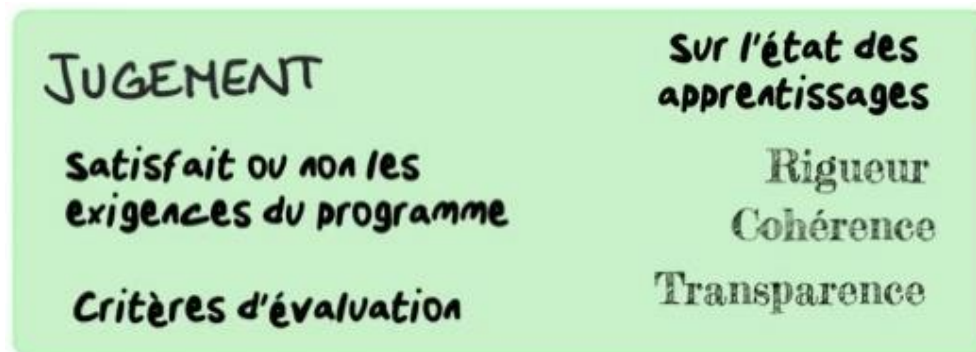 JUGEMENT
Satisfait ou non les
exigences du programme
Critères d'évaluation
Sur l'état des
apprentissages
Rigueur
Cohérence
Transparence